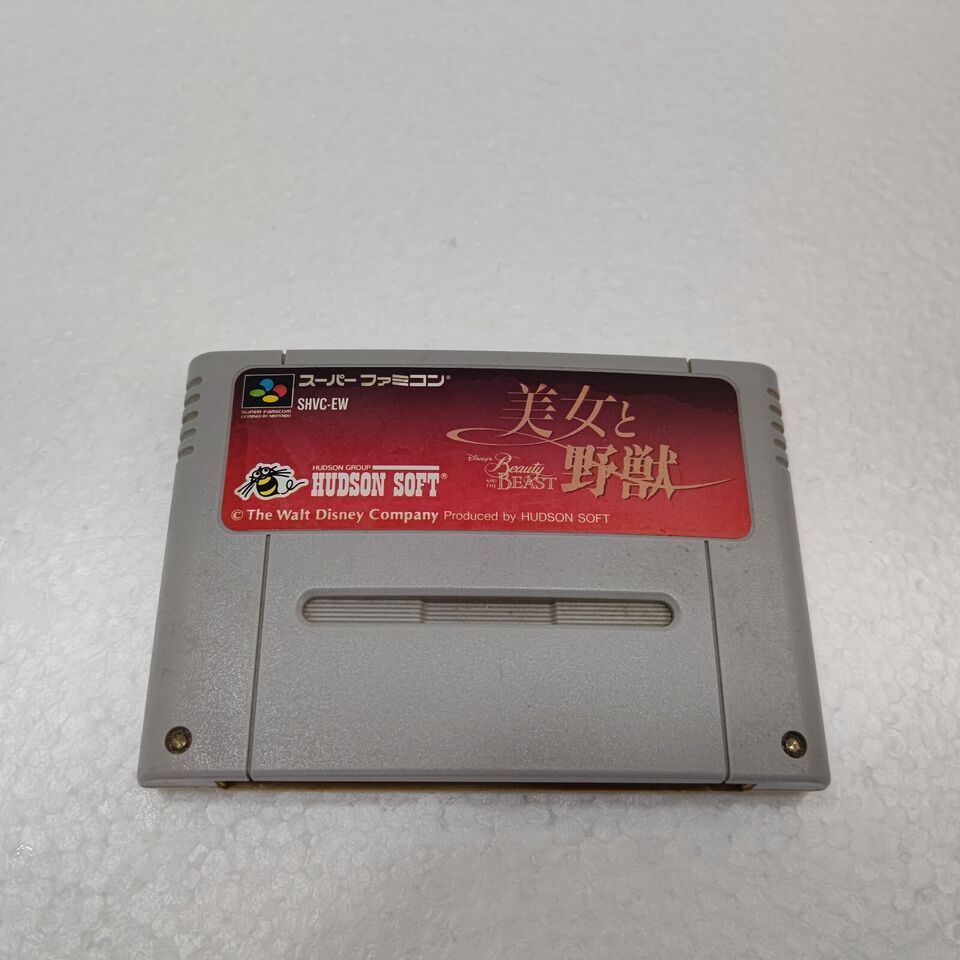 スーパーファミコン®
SUPER FAMICOM
LICENSED BY NINTENDO
SHVC-EW
美女と
野獣
Disney's
Beauty
AND THE BEAST
HUDSON GROUP
HUDSON SOFT®
© The Walt Disney Company Produced by HUDSON SOFT